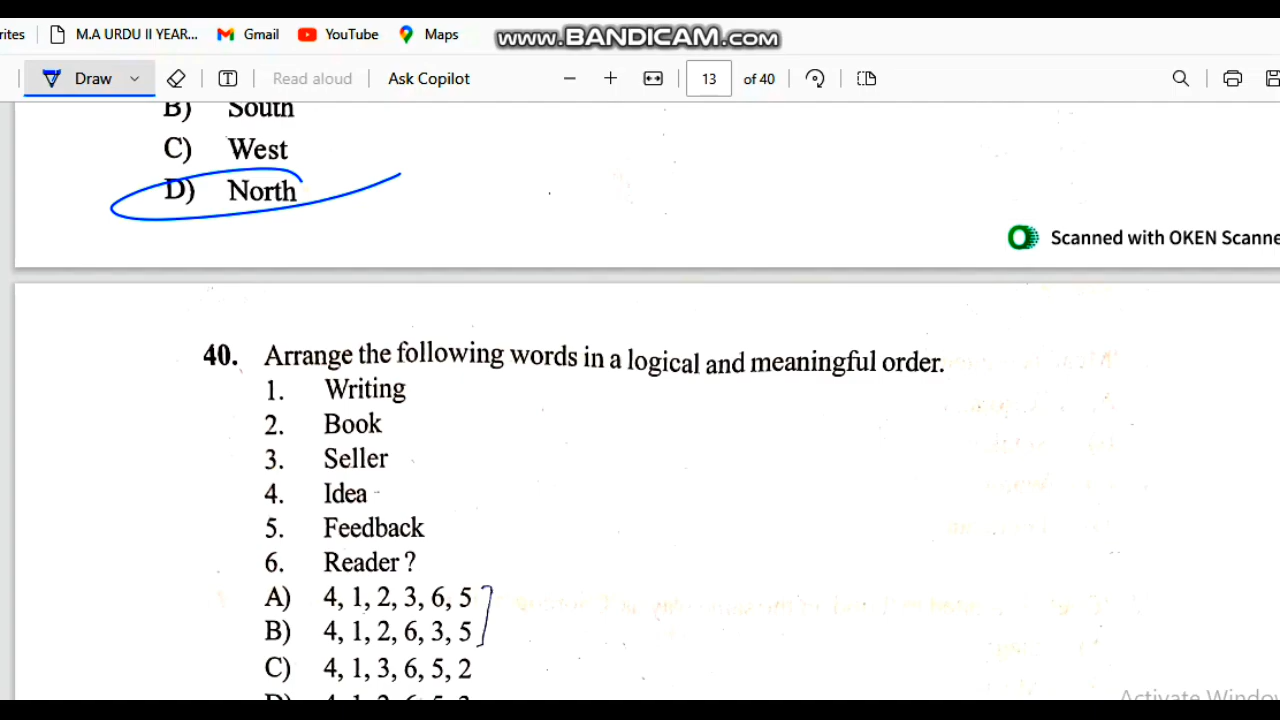 rites M.A URDU II YEAR... Gmail YouTube Maps www.BANDICAM.com
Draw Read aloud Ask Copilot 13 of 40
B) South
C) West
D) North
Scanned with OKEN Scanne
40. Arrange the following words in a logical and meaningful order.
1. Writing
2. Book
3. Seller
4. Idea
5. Feedback
6. Reader ?
A) 4, 1, 2, 3, 6, 5
B) 4, 1, 2, 6, 3, 5
C) 4, 1, 3, 6, 5, 2
Activate Window